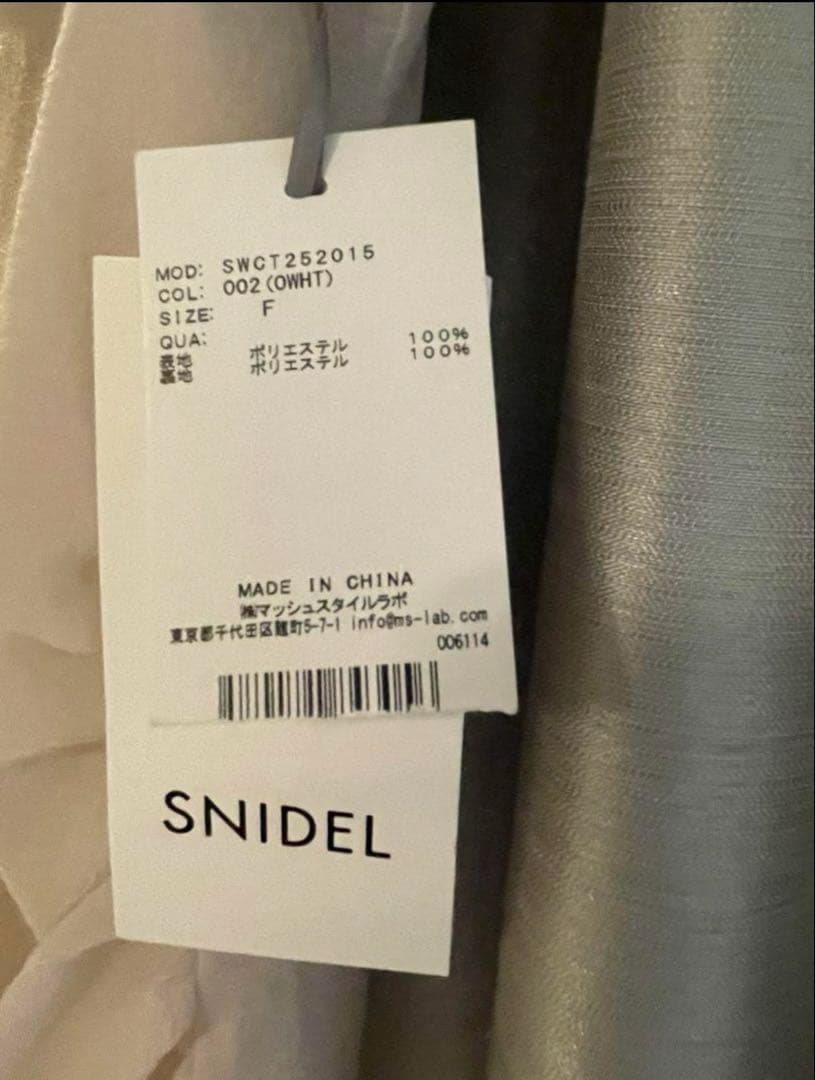 MOD: SWCT252015
COL: 002(OWHT)
SIZE: F
QUA:
表地 ポリエステル 100%
裏地 ポリエステル 100%
MADE IN CHINA
㈱マッシュスタイルラボ
東京都千代田区麹町5-7-1 info@ms-lab.com
006114
SNIDEL